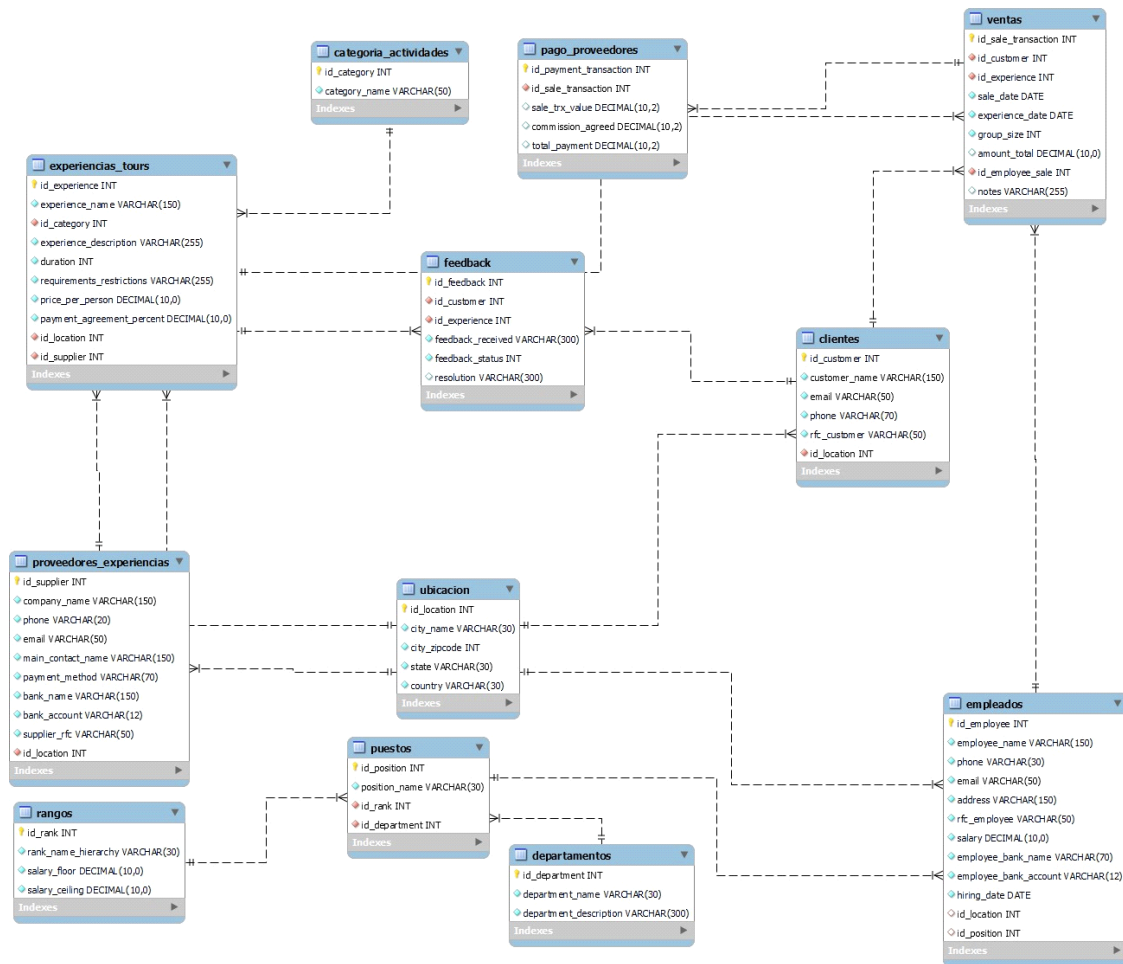 categoria_actividades
id_category INT
category_name VARCHAR(50)
Indexes
pago_proveedores
id_payment_transaction INT
id_sale_transaction INT
sale_trx_value DECIMAL(10,2)
commission_agreed DECIMAL(10,2)
total_payment DECIMAL(10,2)
Indexes
ventas
id_sale_transaction INT
id_customer INT
id_experience INT
sale_date DATE
experience_date DATE
group_size INT
amount_total DECIMAL(10,0)
id_employee_sale INT
notes VARCHAR(255)
Indexes
experiencias_tours
id_experience INT
experience_name VARCHAR(150)
id_category INT
experience_description VARCHAR(255)
duration INT
requirements_restrictions VARCHAR(255)
price_per_person DECIMAL(10,0)
payment_agreement_percent DECIMAL(10,0)
id_location INT
id_supplier INT
Indexes
feedback
id_feedback INT
id_customer INT
id_experience INT
feedback_received VARCHAR(300)
feedback_status INT
resolution VARCHAR(300)
Indexes
clientes
id_customer INT
customer_name VARCHAR(150)
email VARCHAR(50)
phone VARCHAR(70)
rfc_customer VARCHAR(50)
id_location INT
Indexes
proveedores_experiencias
id_supplier INT
company_name VARCHAR(150)
phone VARCHAR(20)
email VARCHAR(50)
main_contact_name VARCHAR(150)
payment_method VARCHAR(70)
bank_name VARCHAR(150)
bank_account VARCHAR(12)
supplier_rfc VARCHAR(50)
id_location INT
Indexes
ubicacion
id_location INT
city_name VARCHAR(30)
city_zipcode INT
state VARCHAR(30)
country VARCHAR(30)
Indexes
empleados
id_employee INT
employee_name VARCHAR(150)
phone VARCHAR(30)
email VARCHAR(50)
address VARCHAR(150)
rfc_employee VARCHAR(50)
salary DECIMAL(10,0)
employee_bank_name VARCHAR(70)
employee_bank_account VARCHAR(12)
hiring_date DATE
id_location INT
id_position INT
Indexes
puestos
id_position INT
position_name VARCHAR(30)
id_rank INT
id_department INT
Indexes
rangos
id_rank INT
rank_name_hierarchy VARCHAR(30)
salary_floor DECIMAL(10,0)
salary_ceiling DECIMAL(10,0)
Indexes
departamentos
id_department INT
department_name VARCHAR(30)
department_description VARCHAR(300)
Indexes